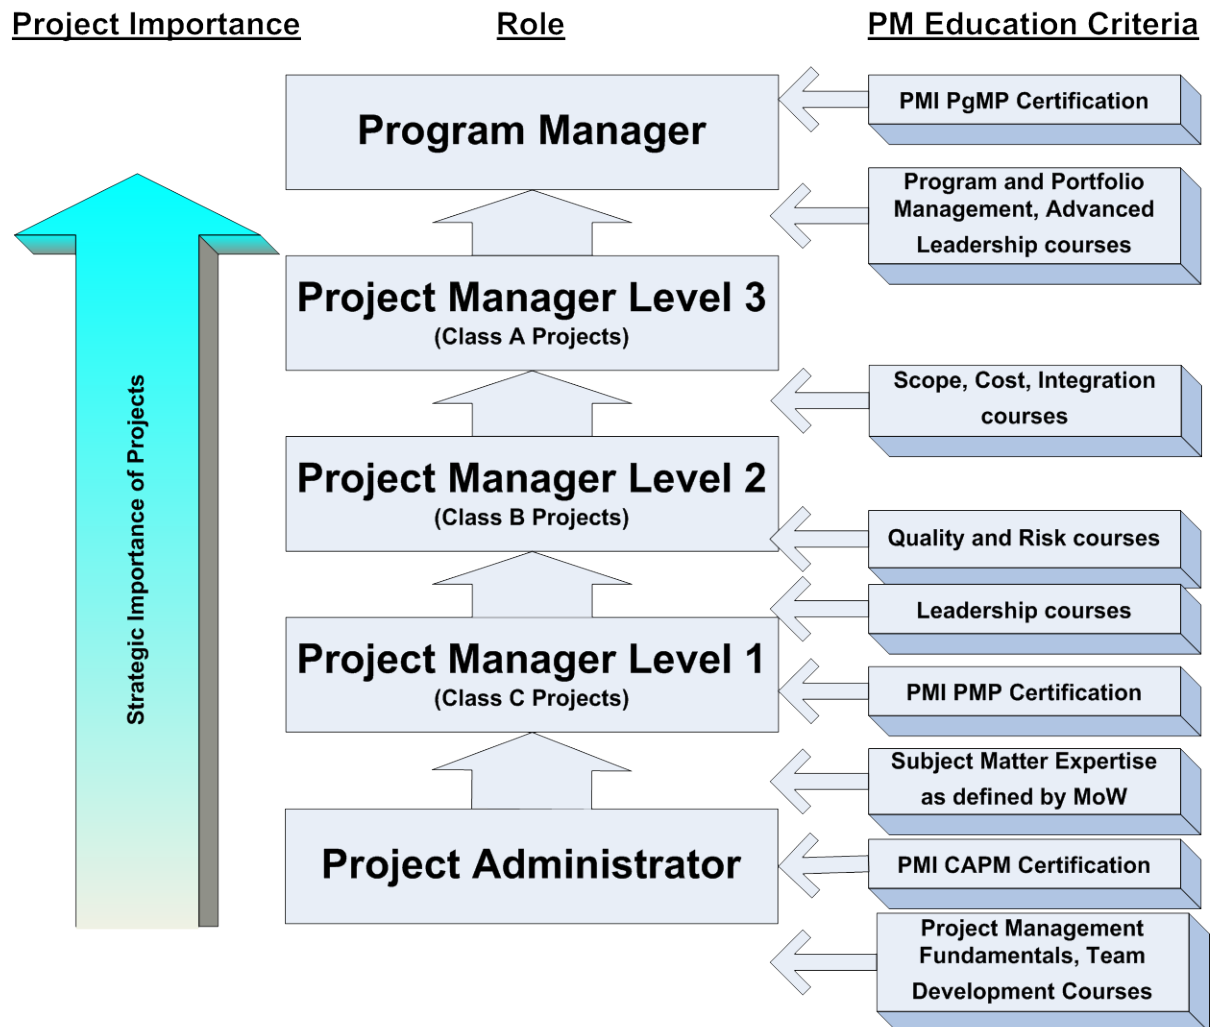 Project Importance
Role
PM Education Criteria
Program Manager
PMI PgMP Certification
Program and Portfolio
Management, Advanced
Leadership courses
Project Manager Level 3
(Class A Projects)
Scope, Cost, Integration
courses
Project Manager Level 2
(Class B Projects)
Quality and Risk courses
Leadership courses
Project Manager Level 1
(Class C Projects)
PMI PMP Certification
Subject Matter Expertise
as defined by MoW
Project Administrator
PMI CAPM Certification
Project Management
Fundamentals, Team
Development Courses
Strategic Importance of Projects